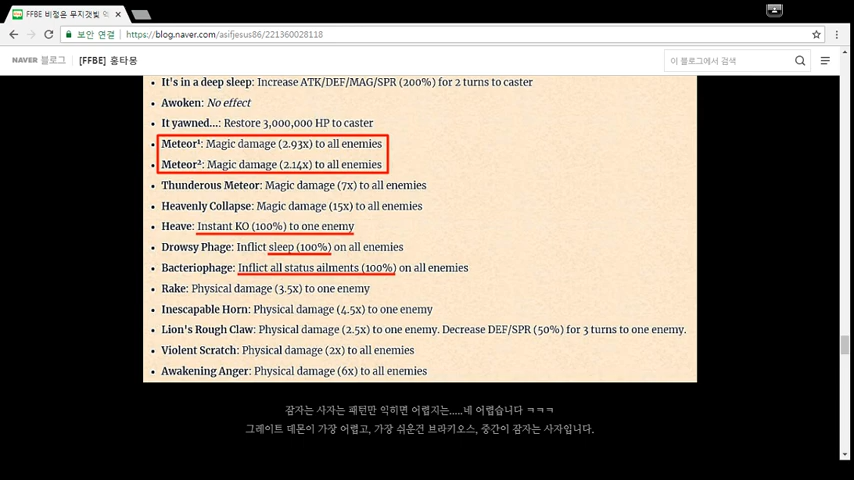 FFBE 비정은 무지갯빛 억
보안 연결
https://blog.naver.com/asifjesus86/221360028118
NAVER 블로그
[FFBE] 홍타몽
이 블로그에서 검색
It's in a deep sleep: Increase ATK/DEF/MAG/SPR (200%) for 2 turns to caster
Awoken: No effect
It yawned...: Restore 3,000,000 HP to caster
Meteor¹: Magic damage (2.93x) to all enemies
Meteor²: Magic damage (2.14x) to all enemies
Thunderous Meteor: Magic damage (7x) to all enemies
Heavenly Collapse: Magic damage (15x) to all enemies
Heave: Instant KO (100%) to one enemy
Drowsy Phage: Inflict sleep (100%) on all enemies
Bacteriophage: Inflict all status ailments (100%) on all enemies
Rake: Physical damage (3.5x) to one enemy
Inescapable Horn: Physical damage (4.5x) to one enemy
Lion's Rough Claw: Physical damage (2.5x) to one enemy. Decrease DEF/SPR (50%) for 3 turns to one enemy.
Violent Scratch: Physical damage (2x) to all enemies
Awakening Anger: Physical damage (6x) to all enemies
잠자는 사자는 패턴만 익히면 어렵지는.....네 어렵습니다 ㅋㅋㅋ
그레이트 데몬이 가장 어렵고, 가장 쉬운건 브라키오스, 중간이 잠자는 사자입니다.